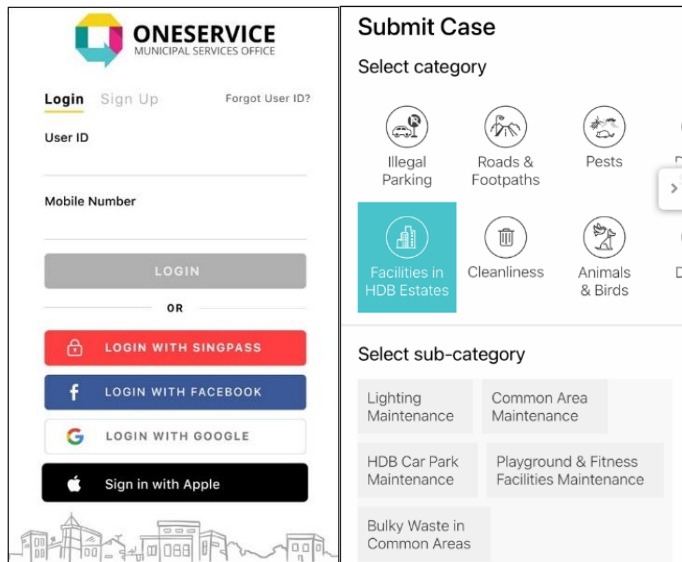 ONESERVICE
MUNICIPAL SERVICES OFFICE
Login Sign Up Forgot User ID?
User ID
Mobile Number
LOGIN
OR
LOGIN WITH SINGPASS
LOGIN WITH FACEBOOK
LOGIN WITH GOOGLE
Sign in with Apple
Submit Case
Select category
Illegal
Parking
Roads &
Footpaths
Pests
Facilities in
HDB Estates
Cleanliness
Animals
& Birds
Select sub-category
Lighting
Maintenance
Common Area
Maintenance
HDB Car Park
Maintenance
Playground & Fitness
Facilities Maintenance
Bulky Waste in
Common Areas